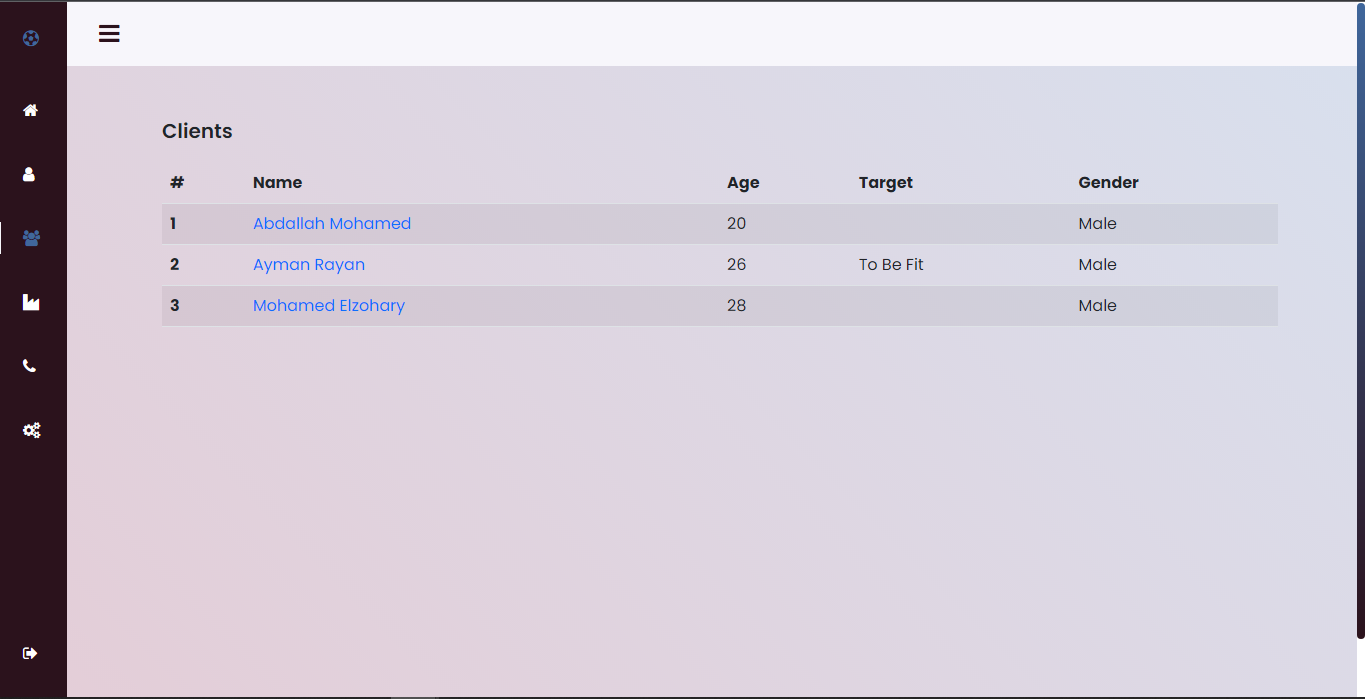 Clients
# Name Age Target Gender
1 Abdallah Mohamed 20 Male
2 Ayman Rayan 26 To Be Fit Male
3 Mohamed Elzohary 28 Male